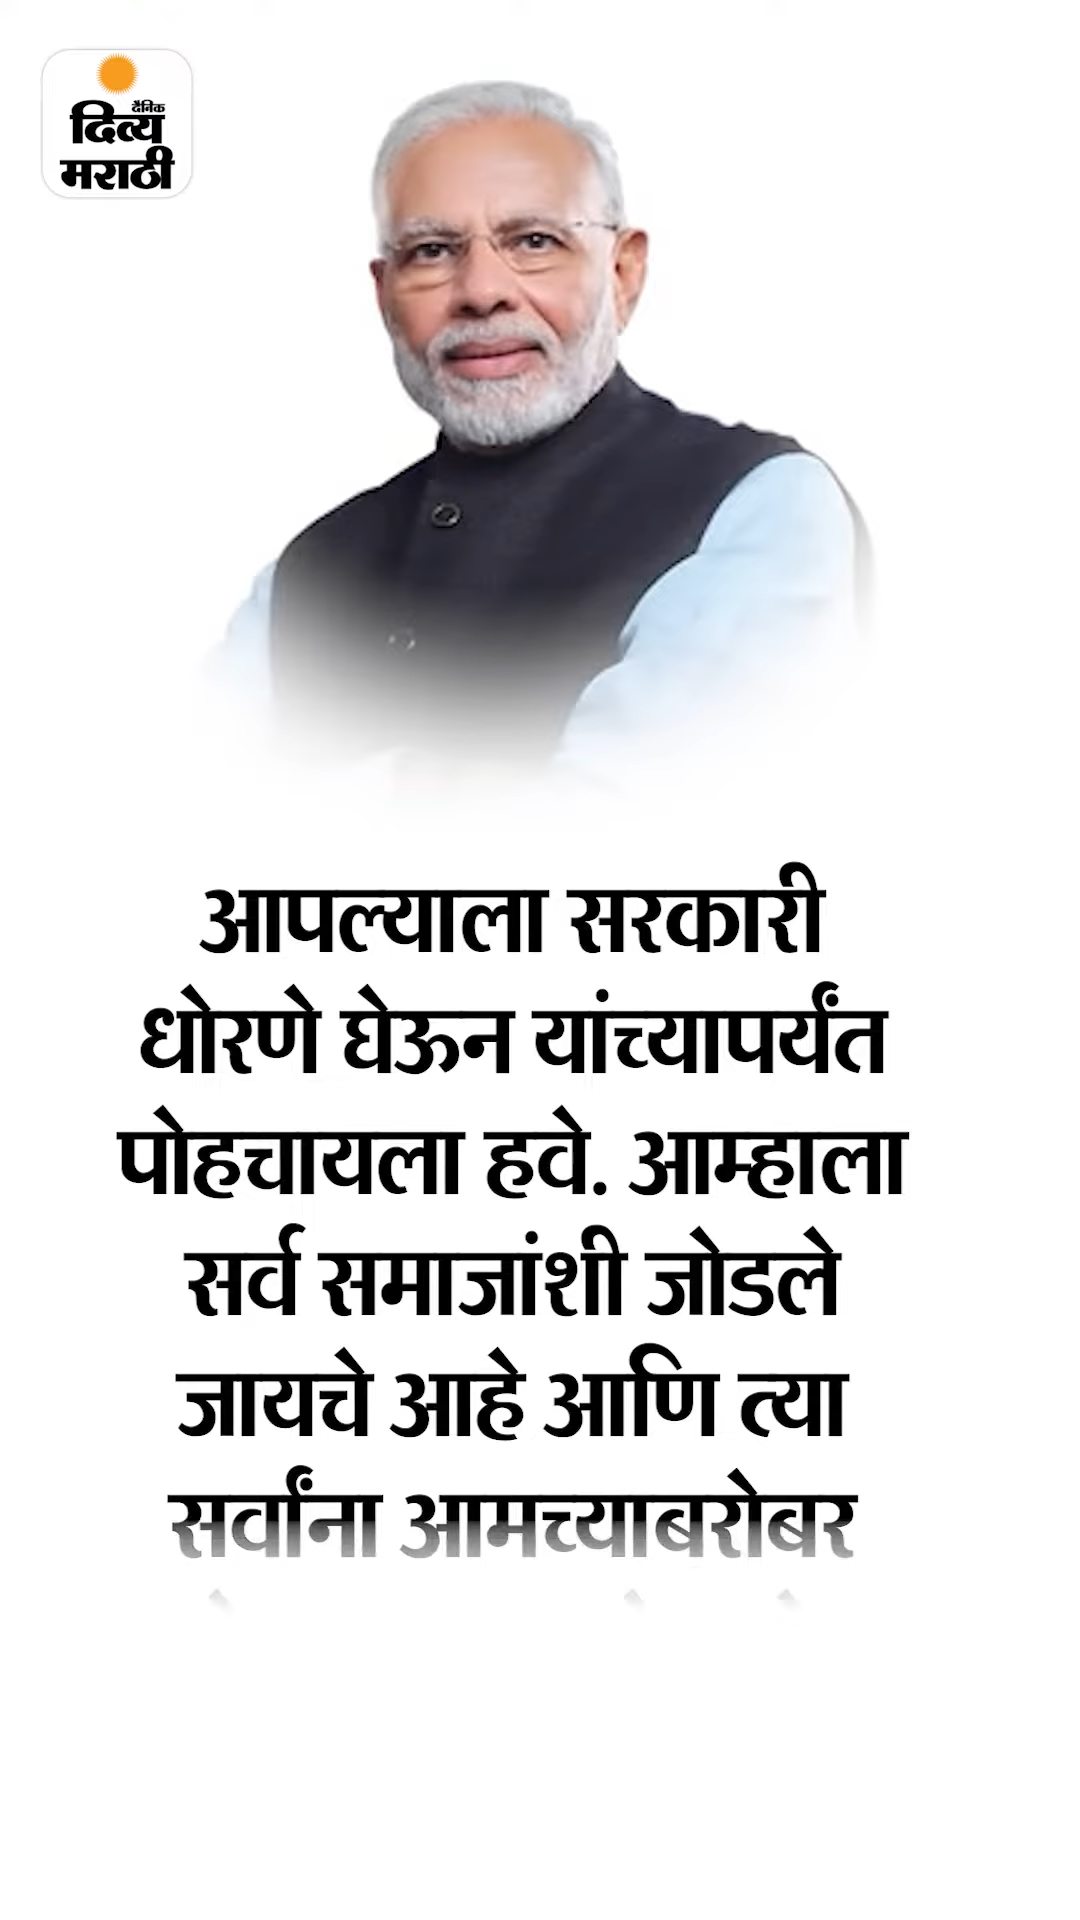 दैनिक
दिव्य
मराठी
आपल्याला सरकारी
धोरणे घेऊन यांच्यापर्यंत
पोहचायला हवे. आम्हाला
सर्व समाजांशी जोडले
जायचे आहे आणि त्या
सर्वांना आमच्याबरोबर